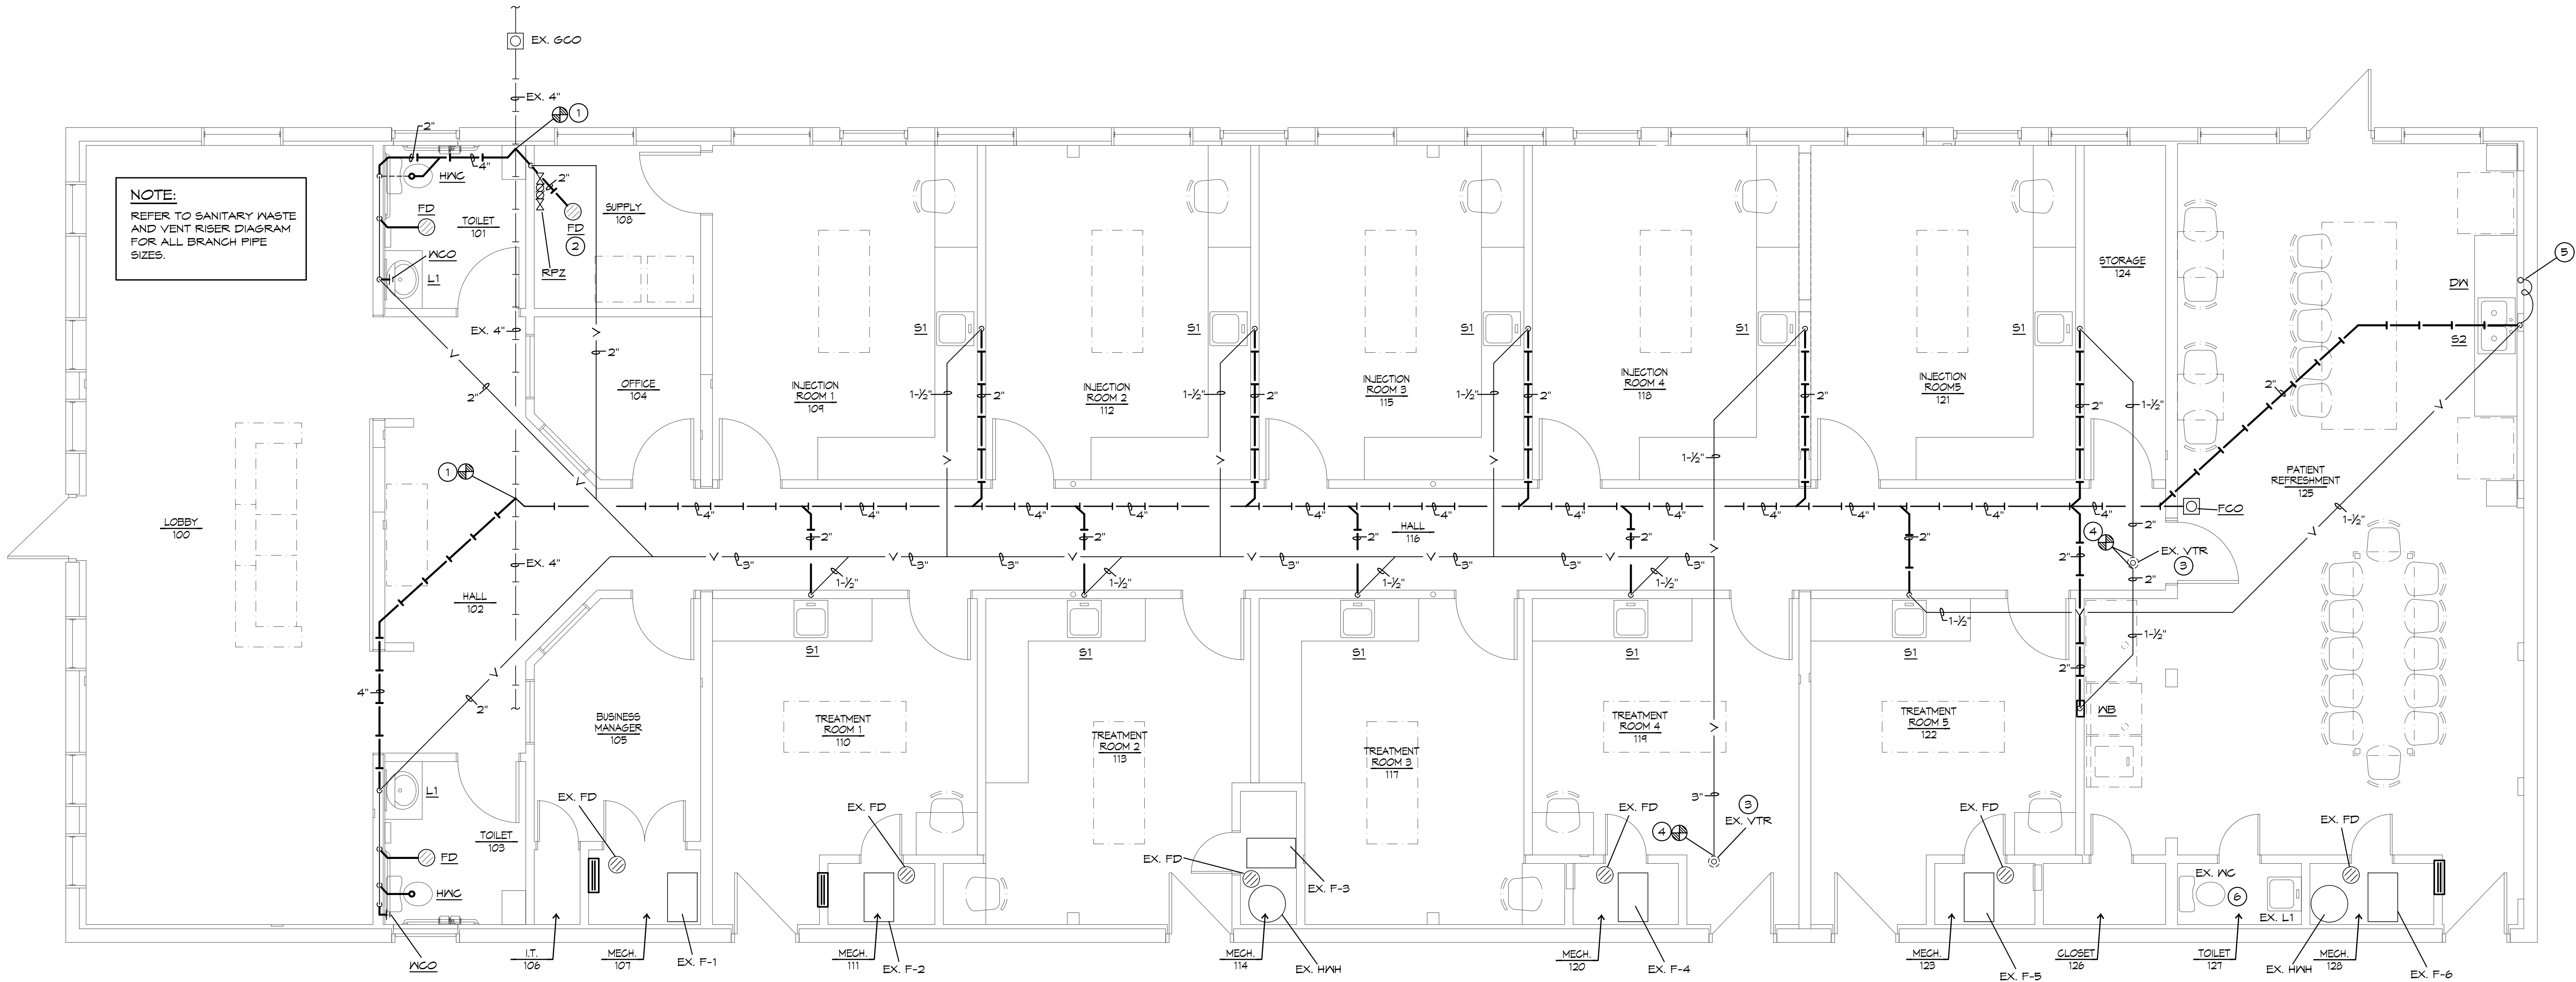 EX. GCO
EX. 4"
1
2"
4"
HWC
NOTE:
REFER TO SANITARY WASTE
AND VENT RISER DIAGRAM
FOR ALL BRANCH PIPE
SIZES.
FD
TOILET
101
WCO
L1
2"
SUPPLY
108
FD
2
RPZ
EX. 4"
V
2"
V
2"
OFFICE
104
V
S1
INJECTION
ROOM 1
109
1-½"
2"
V
S1
INJECTION
ROOM 2
112
1-½"
2"
V
S1
INJECTION
ROOM 3
115
1-½"
2"
V
S1
INJECTION
ROOM 4
118
1-½"
2"
V
S1
INJECTION
ROOM5
121
2"
1-½"
STORAGE
124
DW
5
S2
2"
V
PATIENT
REFRESHMENT
125
1-½"
V
FCO
LOBBY
100
1
4"
4"
4"
4"
4"
4"
4"
4"
4"
4"
4"
4"
HALL
116
2"
2"
2"
2"
2"
2"
4
EX. VTR
3
2"
2"
EX. 4"
V
3"
V
3"
3"
V
3"
V
3"
V
3"
V
3"
V
3"
1-½"
1-½"
1-½"
1-½"
1-½"
V
1-½"
2"
HALL
102
4"
V
2"
BUSINESS
MANAGER
105
S1
TREATMENT
ROOM 1
110
S1
TREATMENT
ROOM 2
113
S1
TREATMENT
ROOM 3
117
S1
TREATMENT
ROOM 4
119
V
S1
TREATMENT
ROOM 5
122
WB
L1
TOILET
103
FD
HWC
WCO
EX. FD
EX. FD
EX. FD
EX. FD
3"
3
EX. VTR
4
EX. FD
EX. FD
EX. WC
6
EX. L1
EX. F-3
I.T.
106
MECH.
107
EX. F-1
MECH.
111
EX. F-2
MECH.
114
EX. HWH
MECH.
120
EX. F-4
MECH.
123
EX. F-5
CLOSET
126
TOILET
127
EX. HWH
MECH.
128
EX. F-6